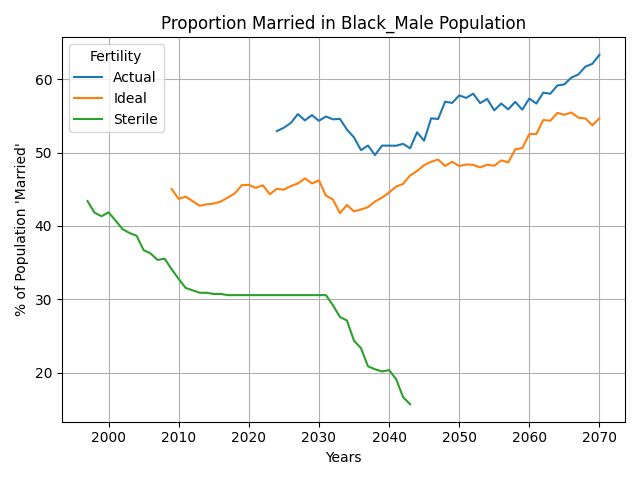 Proportion Married in Black_Male Population
Fertility
Actual
Ideal
Sterile
% of Population 'Married'
60
50
40
30
20
2000 2010 2020 2030 2040 2050 2060 2070
Years